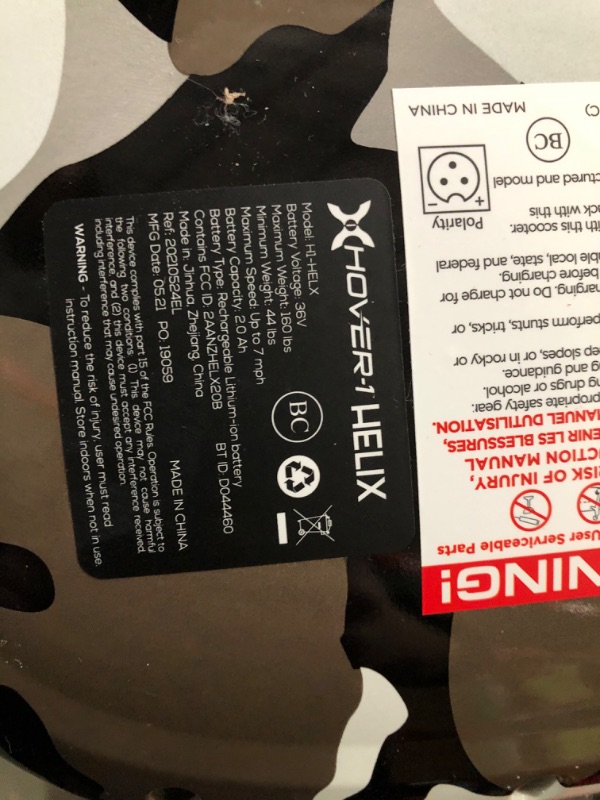 HOVER-1 HELIX
Model: H1-HELX
Battery Voltage: 36V
Maximum Weight: 160 lbs
Minimum Weight: 44 lbs
Maximum Speed: Up to 7 mph
Battery Capacity: 2.0 Ah
Battery Type: Rechargeable Lithium-ion battery
Contains FCC ID: 2AANZHELX20B BT ID: D044460
Made In: Jinhua, Zhejiang, China
Ref: 20210524EL
MFG Date: 05.21 PO. 19059 MADE IN CHINA
This device complies with part 15 of the FCC Rules. Operation is subject to
the following two conditions: (1) This device may not cause harmful
interference, and (2) this device must accept any interference received,
including interference that may cause undesired operation.
WARNING - To reduce the risk of injury, user must read
instruction manual. Store indoors when not in use.
BC
NING!
User Serviceable Parts
RISK OF INJURY,
CTION MANUAL
ENIR LES BLESSURES,
MANUEL DUTILISATION.
propriate safety gear.
ng drugs or alcohol.
g and guidance.
ep slopes, or in or rocky
perform stunts, tricks, or
harging. Do not charge for
before charging.
ble local, state, and federal
ith this scooter.
ack with this
Polarity
ctured and model
BC
C) MADE IN CHINA